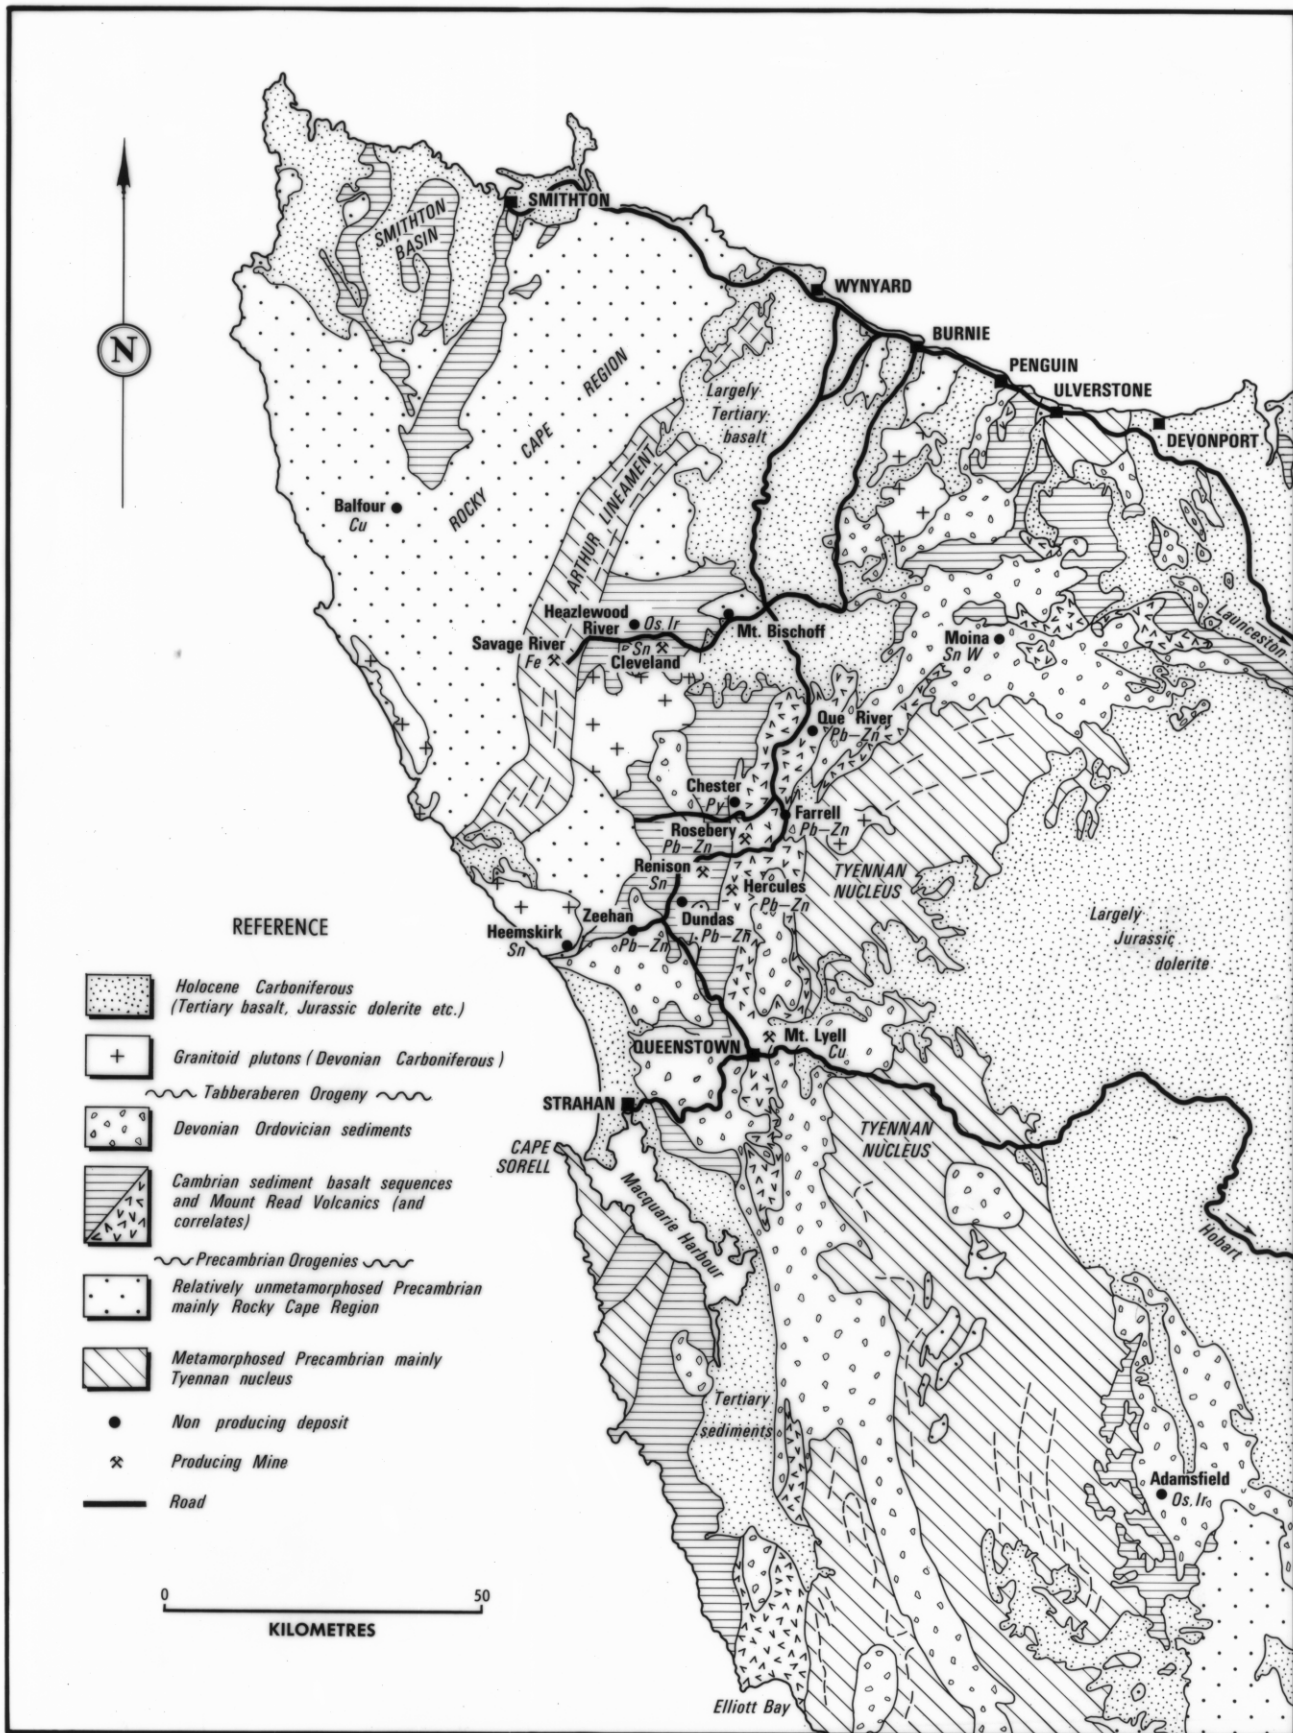 SMITHTON
SMITHTON
BASIN
WYNYARD
BURNIE
PENGUIN
ULVERSTONE
DEVONPORT
N
REGION
CAPE
ROCKY
Largely
Tertiary
basalt
Balfour
Cu
ARTHUR LINEAMENT
Launceston
Heazlewood
River
Os. Ir
Mt. Bischoff
Savage River
Fe
Sn
Cleveland
Moina
Sn W
Que River
Pb-Zn
Chester
Py
Farrell
Pb-Zn
Rosebery
Pb-Zn
Renison
Sn
TYENNAN
NUCLEUS
Hercules
Pb-Zn
Zeehan
Pb-Zn
Dundas
Pb-Zn
Heemskirk
Sn
Largely
Jurassic
dolerite
REFERENCE
Holocene Carboniferous
(Tertiary basalt, Jurassic dolerite etc.)
Granitoid plutons (Devonian Carboniferous)
Tabberaberen Orogeny
Devonian Ordovician sediments
Cambrian sediment basalt sequences
and Mount Read Volcanics (and
correlates)
Precambrian Orogenies
Relatively unmetamorphosed Precambrian
mainly Rocky Cape Region
Metamorphosed Precambrian mainly
Tyennan nucleus
Non producing deposit
Producing Mine
Road
QUEENSTOWN
Mt. Lyell
Cu
STRAHAN
CAPE
SORELL
TYENNAN
NUCLEUS
Macquarie Harbour
Hobart
Tertiary
sediments
Adamsfield
Os. Ir
0 50
KILOMETRES
Elliott Bay